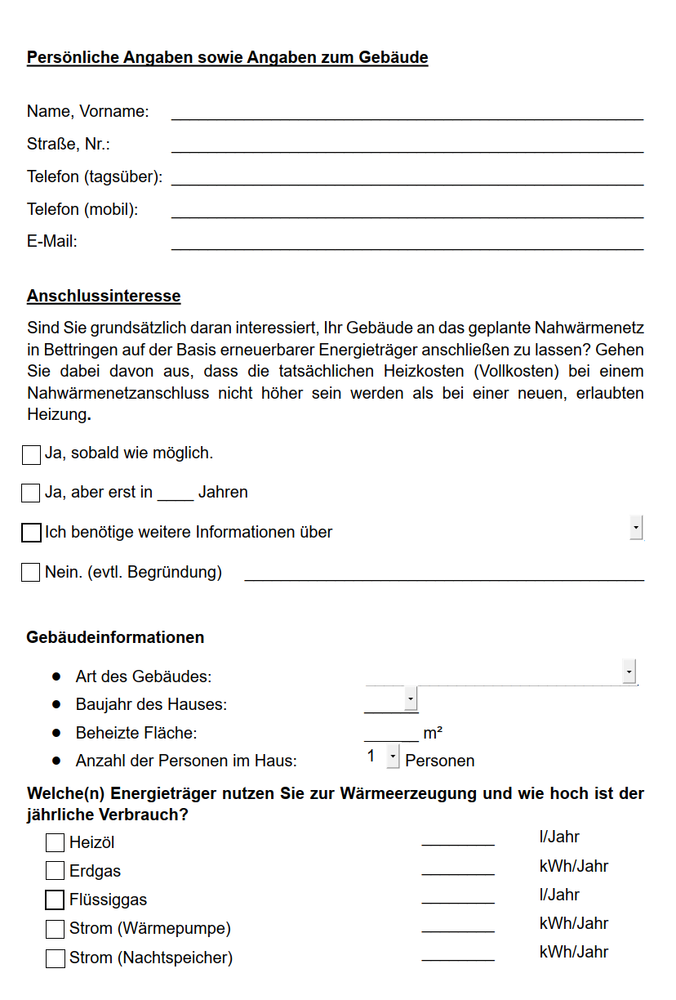 Persönliche Angaben sowie Angaben zum Gebäude
Name, Vorname:
Straße, Nr.:
Telefon (tagsüber):
Telefon (mobil):
E-Mail:
Anschlussinteresse
Sind Sie grundsätzlich daran interessiert, Ihr Gebäude an das geplante Nahwärmenetz
in Bettringen auf der Basis erneuerbarer Energieträger anschließen zu lassen? Gehen
Sie dabei davon aus, dass die tatsächlichen Heizkosten (Vollkosten) bei einem
Nahwärmenetzanschluss nicht höher sein werden als bei einer neuen, erlaubten
Heizung.
Ja, sobald wie möglich.
Ja, aber erst in ____ Jahren
Ich benötige weitere Informationen über
Nein. (evtl. Begründung)
Gebäudeinformationen
• Art des Gebäudes:
• Baujahr des Hauses:
• Beheizte Fläche: ______ m²
• Anzahl der Personen im Haus: 1 Personen
Welche(n) Energieträger nutzen Sie zur Wärmeerzeugung und wie hoch ist der
jährliche Verbrauch?
Heizöl ________ l/Jahr
Erdgas ________ kWh/Jahr
Flüssiggas ________ l/Jahr
Strom (Wärmepumpe) ________ kWh/Jahr
Strom (Nachtspeicher) ________ kWh/Jahr